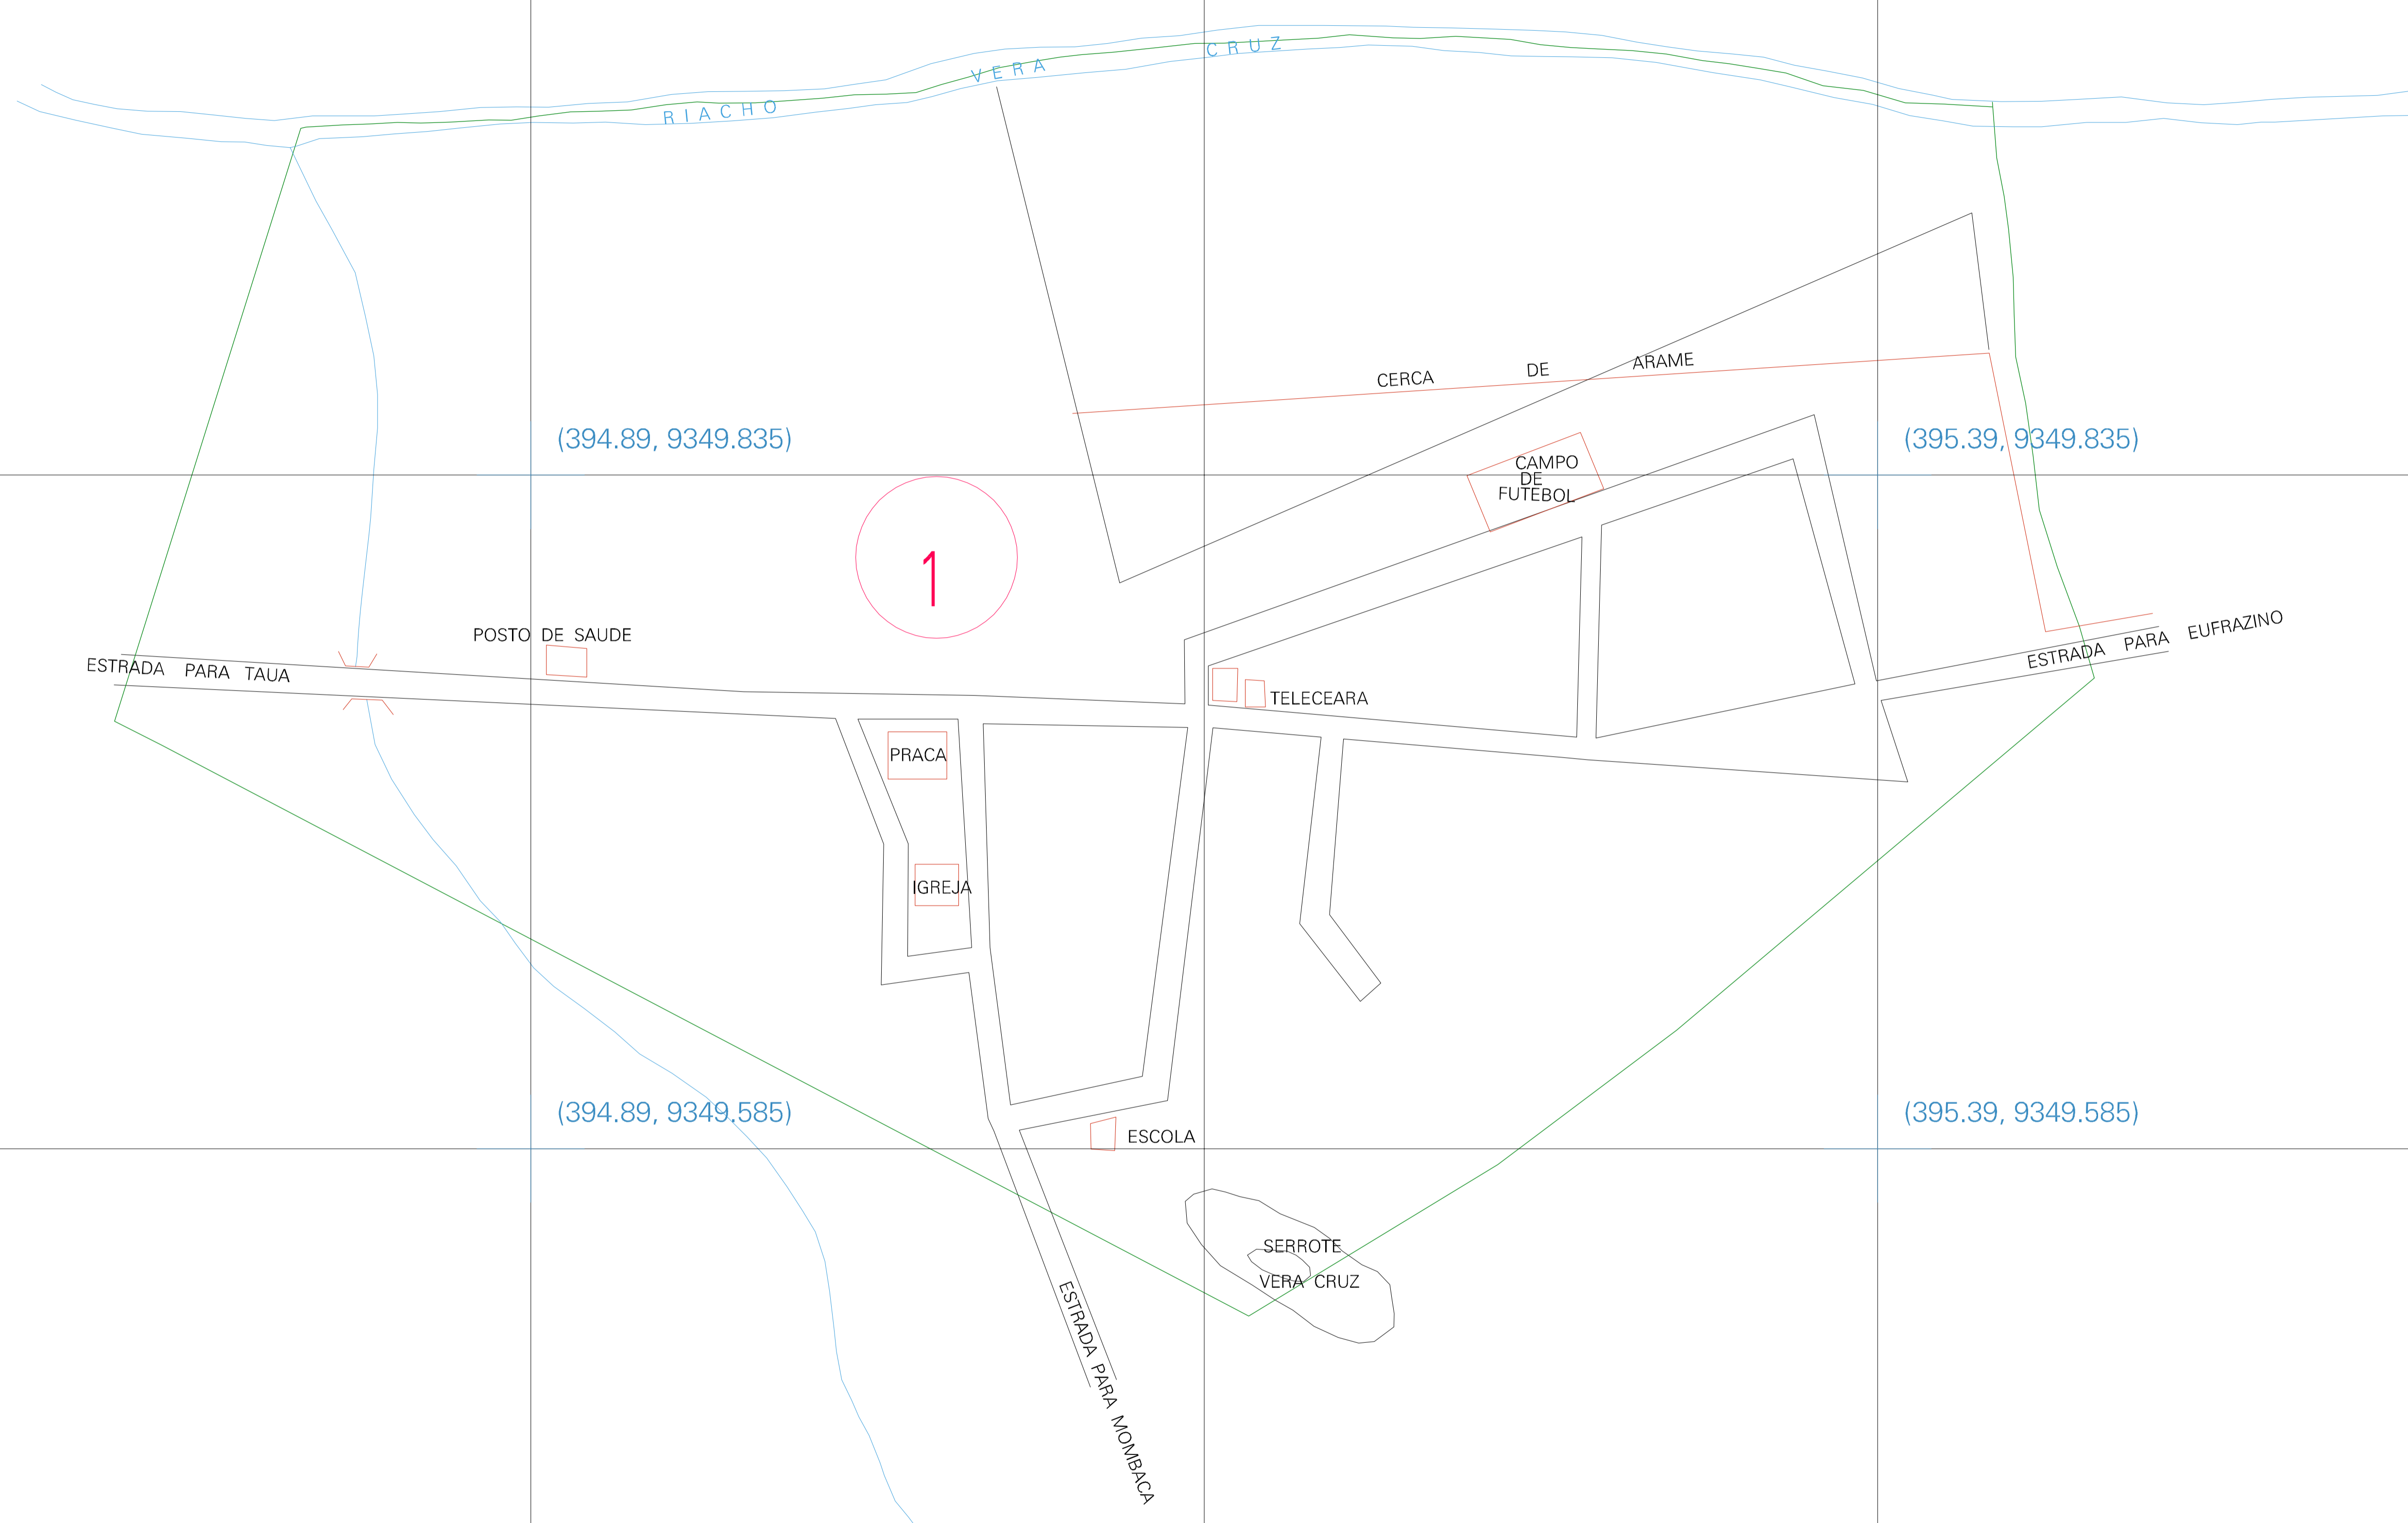 RIACHO VERA CRUZ
CERCA DE ARAME
(394.89, 9349.835)
(395.39, 9349.835)
CAMPO
DE
FUTEBOL
1
POSTO DE SAUDE
ESTRADA PARA TAUA
ESTRADA PARA EUFRAZINO
TELECEARA
PRACA
IGREJA
(394.89, 9349.585)
(395.39, 9349.585)
ESCOLA
SERROTE
VERA CRUZ
ESTRADA PARA MOMBACA